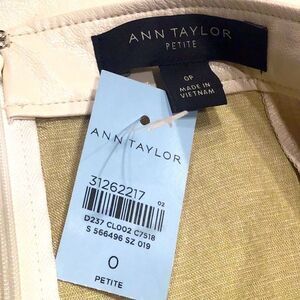 ANN TAYLOR
PETITE
0P
MADE IN
VIETNAM
ANN TAYLOR
31262217
02
D237 CL002 C7518
S 566496 SZ 019
0
PETITE